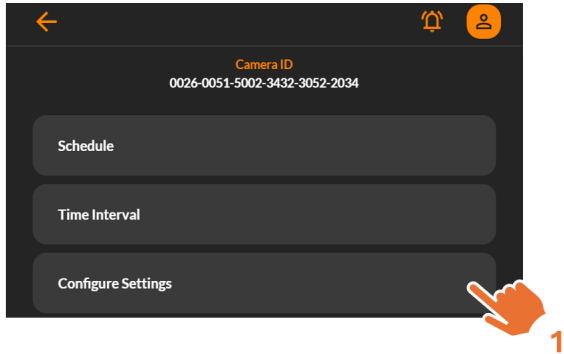 Camera ID
0026-0051-5002-3432-3052-2034
Schedule
Time Interval
Configure Settings
1